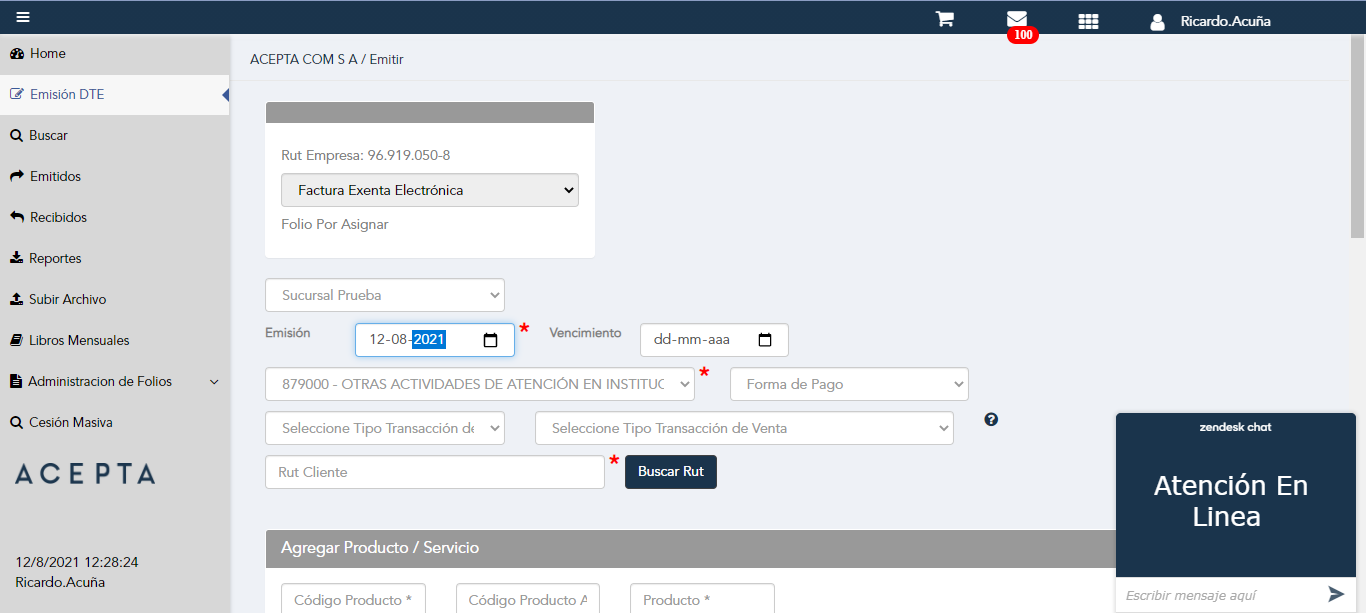 100
Ricardo.Acuña
Home
Emisión DTE
Buscar
Emitidos
Recibidos
Reportes
Subir Archivo
Libros Mensuales
Administracion de Folios
Cesión Masiva
ACEPTA
12/8/2021 12:28:24
Ricardo.Acuña
ACEPTA COM S A / Emitir
Rut Empresa: 96.919.050-8
Factura Exenta Electrónica
Folio Por Asignar
Sucursal Prueba
Emisión 12-08-2021 * Vencimiento dd-mm-aaa
879000 - OTRAS ACTIVIDADES DE ATENCIÓN EN INSTITUC * Forma de Pago
Seleccione Tipo Transacción de Seleccione Tipo Transacción de Venta ?
Rut Cliente * Buscar Rut
Agregar Producto / Servicio
Código Producto * Código Producto A Producto *
zendesk chat
Atención En
Linea
Escribir mensaje aquí